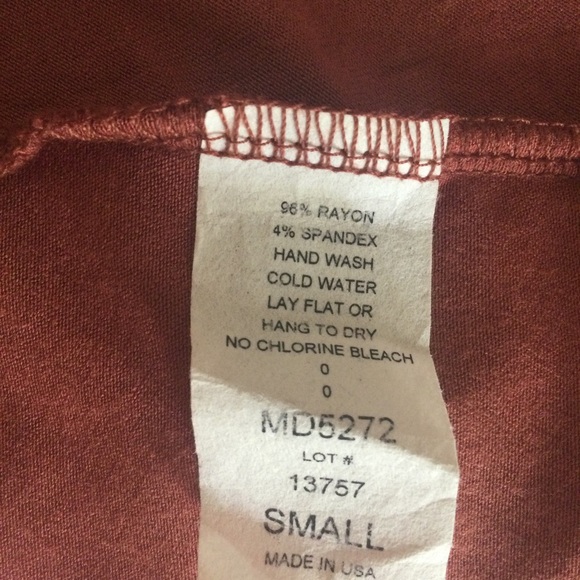 96% RAYON
4% SPANDEX
HAND WASH
COLD WATER
LAY FLAT OR
HANG TO DRY
NO CHLORINE BLEACH
0
0
MD5272
LOT #
13757
SMALL
MADE IN USA